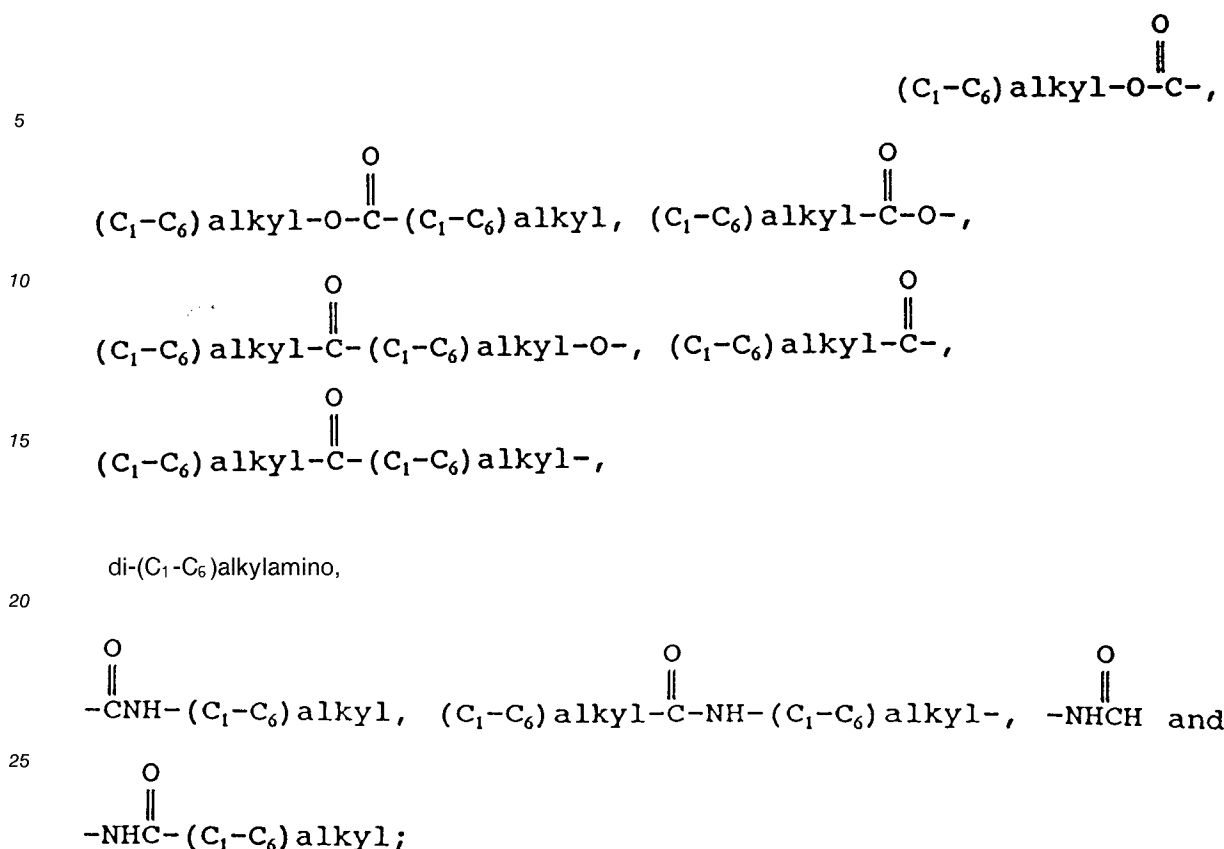 O
||
(C₁-C₆)alkyl-O-C-,
5
O O
|| ||
(C₁-C₆)alkyl-O-C-(C₁-C₆)alkyl, (C₁-C₆)alkyl-C-O-,
10
O O
|| ||
(C₁-C₆)alkyl-C-(C₁-C₆)alkyl-O-, (C₁-C₆)alkyl-C-,
O
||
15
(C₁-C₆)alkyl-C-(C₁-C₆)alkyl-,
di-(C₁-C₆)alkylamino,
20
O O O
|| || ||
-CNH-(C₁-C₆)alkyl, (C₁-C₆)alkyl-C-NH-(C₁-C₆)alkyl-, -NHCH and
25
O
||
-NHC-(C₁-C₆)alkyl;